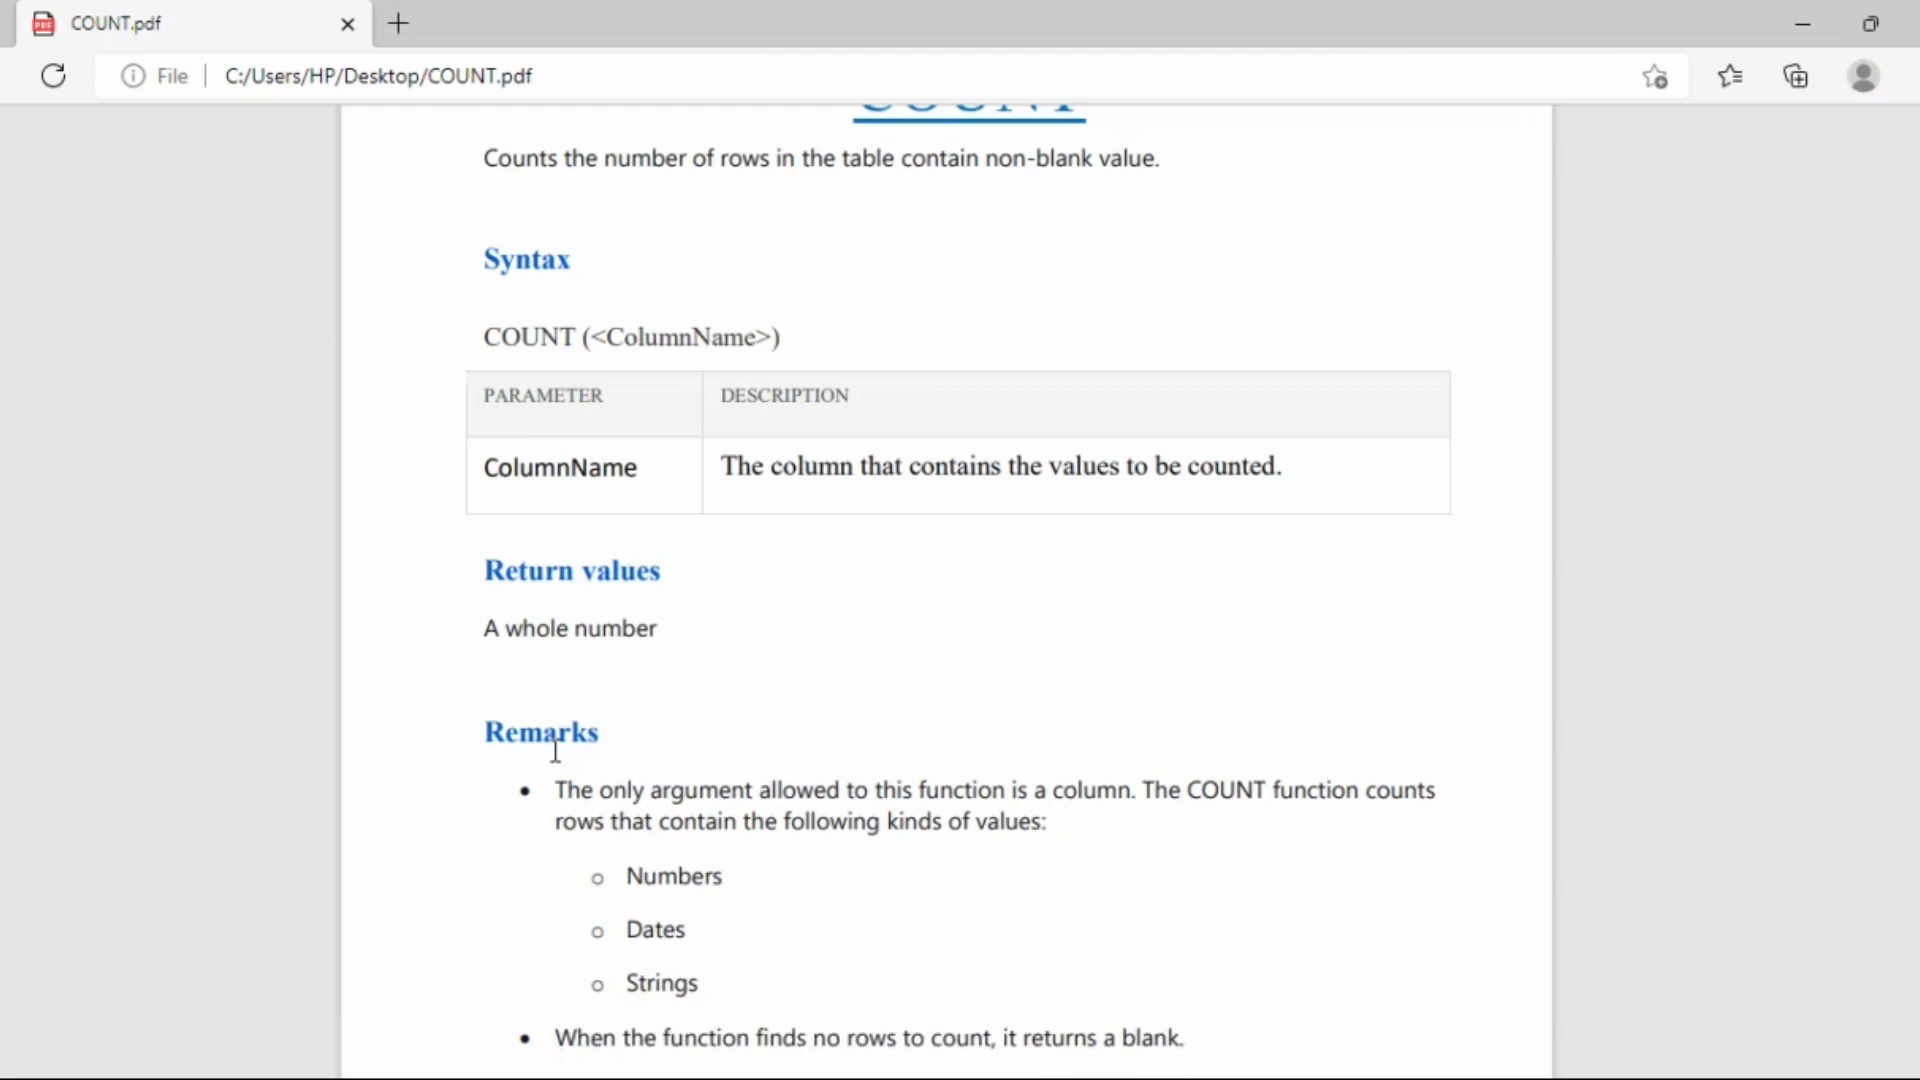 COUNT.pdf
File
C:/Users/HP/Desktop/COUNT.pdf
COUNT
Counts the number of rows in the table contain non-blank value.
Syntax
COUNT (<ColumnName>)
PARAMETER DESCRIPTION
ColumnName The column that contains the values to be counted.
Return values
A whole number
Remarks
• The only argument allowed to this function is a column. The COUNT function counts
rows that contain the following kinds of values:
o Numbers
o Dates
o Strings
• When the function finds no rows to count, it returns a blank.